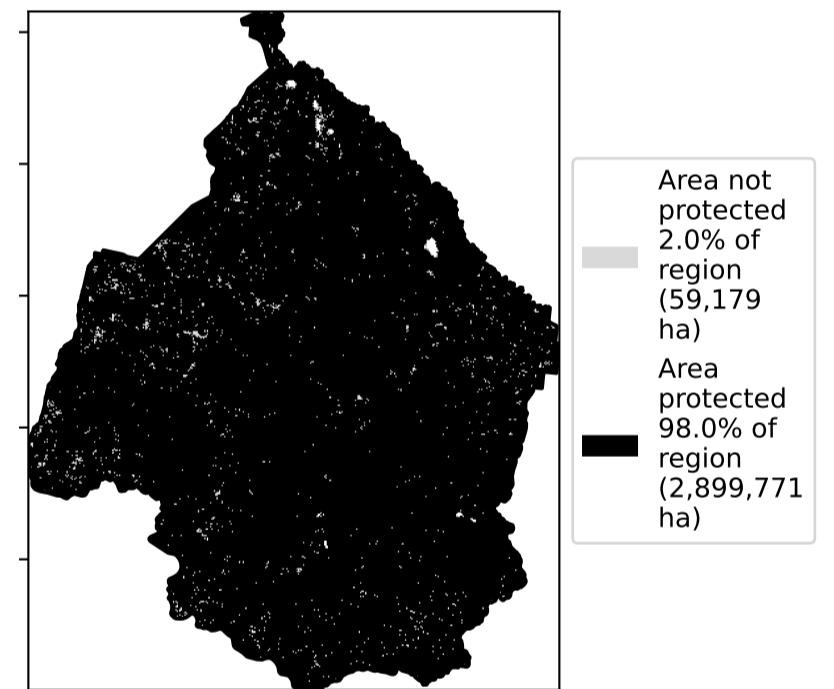 Area not
protected
2.0% of
region
(59,179
ha)
Area
protected
98.0% of
region
(2,899,771
ha)